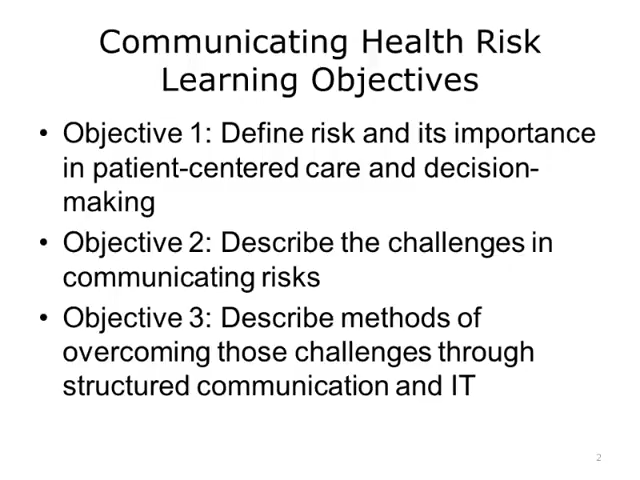 Communicating Health Risk
Learning Objectives
• Objective 1: Define risk and its importance
in patient-centered care and decision-
making
• Objective 2: Describe the challenges in
communicating risks
• Objective 3: Describe methods of
overcoming those challenges through
structured communication and IT
2